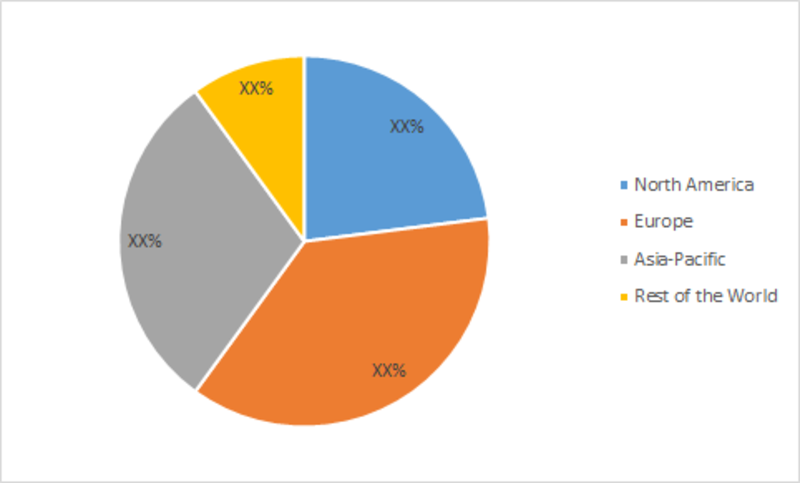 XX%
XX%
XX%
XX%
North America
Europe
Asia-Pacific
Rest of the World